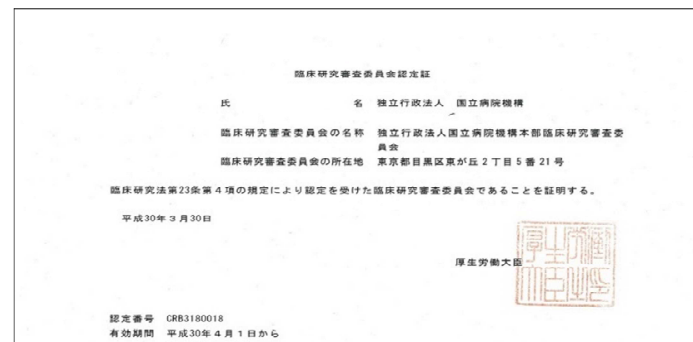 臨床研究審査委員会認定証
氏 名 独立行政法人 国立病院機構
臨床研究審査委員会の名称 独立行政法人国立病院機構本部臨床研究審査委
員会
臨床研究審査委員会の所在地 東京都目黒区東が丘2丁目5番21号
臨床研究法第23条第4項の規定により認定を受けた臨床研究審査委員会であることを証明する。
平成30年3月30日
厚生労働大臣
認定番号 CRB3180018
有効期間 平成30年4月1日から